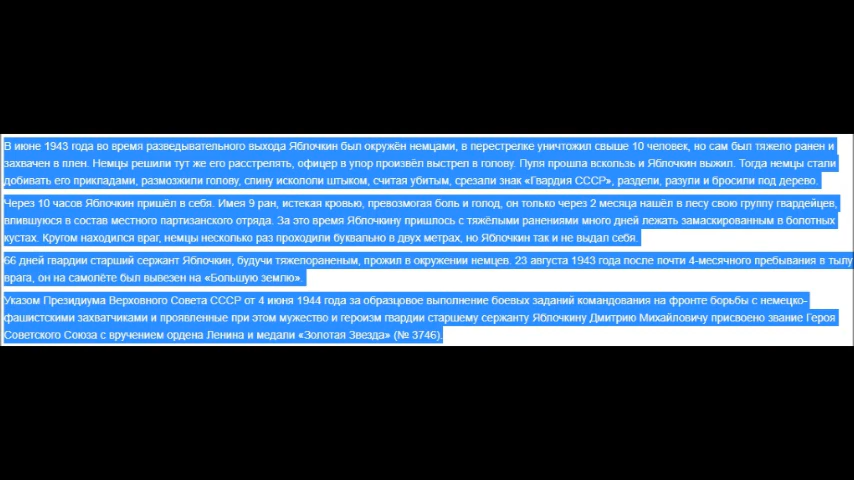 В июне 1943 года во время разведывательного выхода Яблочкин был окружён немцами, в перестрелке уничтожил свыше 10 человек, но сам был тяжело ранен и
захвачен в плен. Немцы решили тут же его расстрелять, офицер в упор произвёл выстрел в голову. Пуля прошла вскользь и Яблочкин выжил. Тогда немцы стали
добивать его прикладами, размозжили голову, спину искололи штыком, считая убитым, срезали знак «Гвардия СССР», раздели, разули и бросили под дерево.
Через 10 часов Яблочкин пришёл в себя. Имея 9 ран, истекая кровью, превозмогая боль и голод, он только через 2 месяца нашёл в лесу свою группу гвардейцев,
влившуюся в состав местного партизанского отряда. За это время Яблочкину пришлось с тяжёлыми ранениями много дней лежать замаскированным в болотных
кустах. Кругом находился враг, немцы несколько раз проходили буквально в двух метрах, но Яблочкин так и не выдал себя.
66 дней гвардии старший сержант Яблочкин, будучи тяжелораненым, прожил в окружении немцев. 23 августа 1943 года после почти 4-месячного пребывания в тылу
врага, он на самолёте был вывезен на «Большую землю».
Указом Президиума Верховного Совета СССР от 4 июня 1944 года за образцовое выполнение боевых заданий командования на фронте борьбы с немецко-
фашистскими захватчиками и проявленные при этом мужество и героизм гвардии старшему сержанту Яблочкину Дмитрию Михайловичу присвоено звание Героя
Советского Союза с вручением ордена Ленина и медали «Золотая Звезда» (№ 3746).